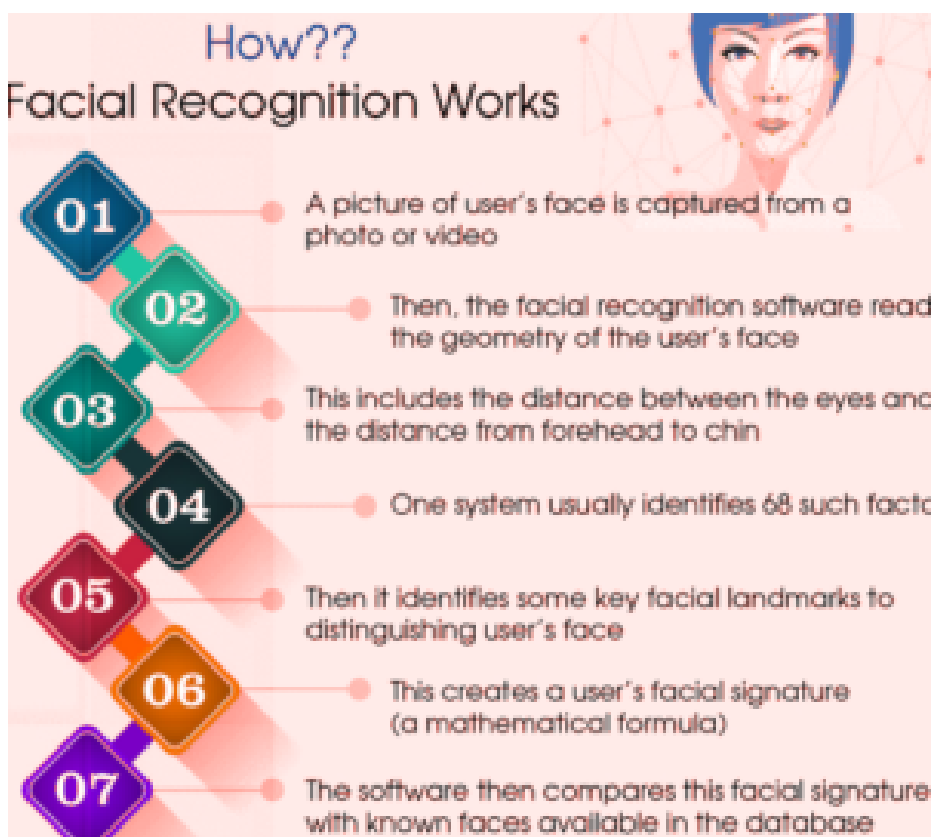 How??
Facial Recognition Works
01
A picture of user's face is captured from a
photo or video
02
Then, the facial recognition software read
the geometry of the user's face
03
This includes the distance between the eyes and
the distance from forehead to chin
04
One system usually identifies 68 such facto
05
Then it identifies some key facial landmarks to
distinguishing user's face
06
This creates a user's facial signature
(a mathematical formula)
07
The software then compares this facial signature
with known faces available in the database